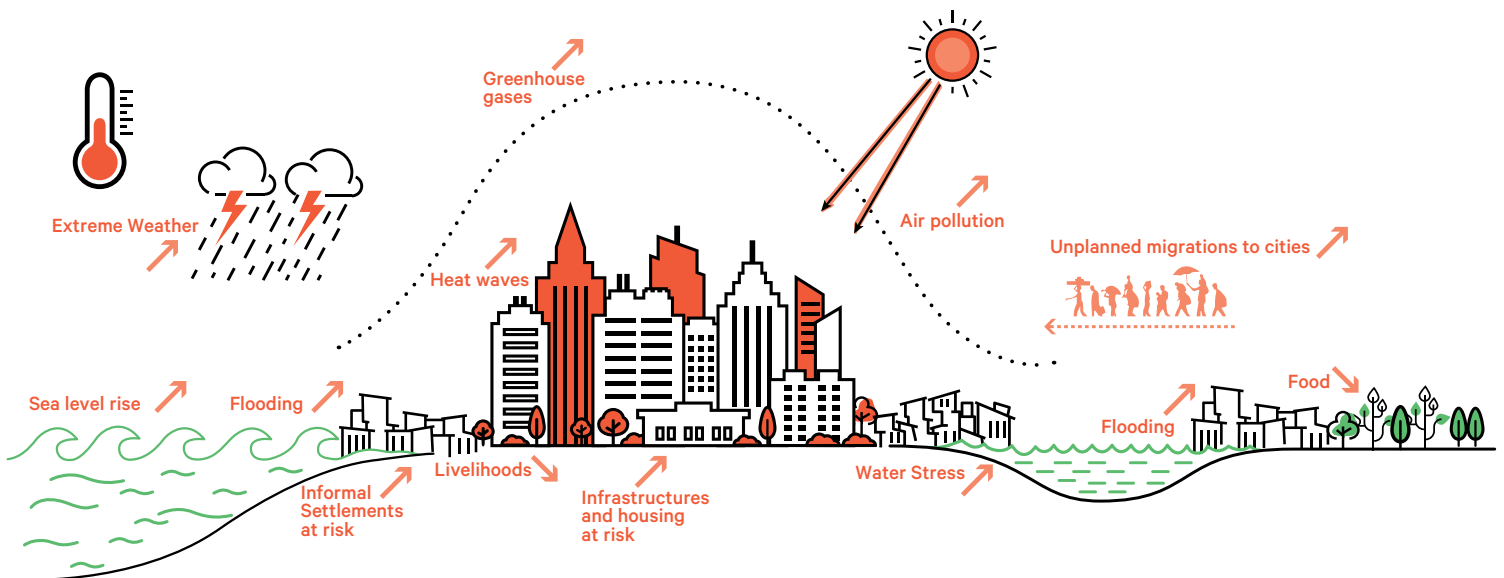 Greenhouse
gases
Extreme Weather
Air pollution
Unplanned migrations to cities
Heat waves
Sea level rise
Flooding
Food
Flooding
Livelihoods
Water Stress
Informal
Settlements
at risk
Infrastructures
and housing
at risk